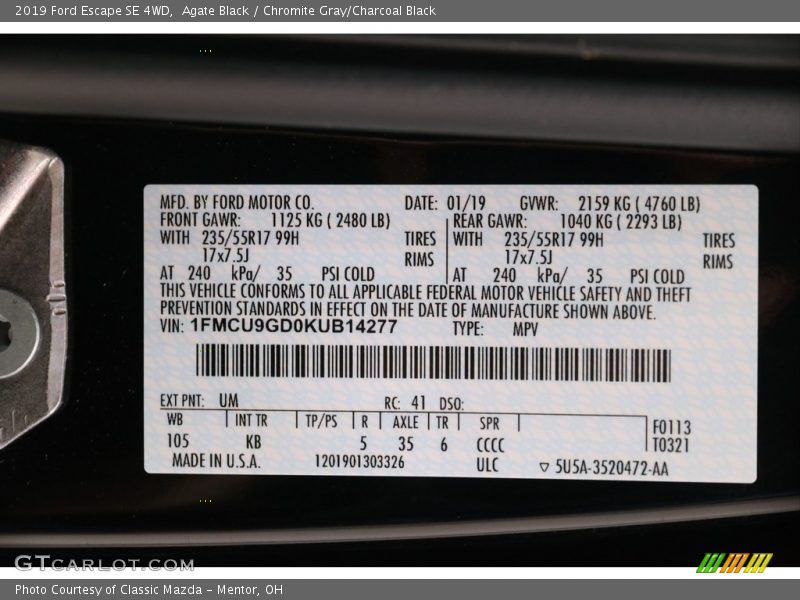 2019 Ford Escape SE 4WD,  Agate Black / Chromite Gray/Charcoal Black
MFD. BY FORD MOTOR CO. DATE: 01/19 GVWR: 2159 KG ( 4760 LB)
FRONT GAWR: 1125 KG ( 2480 LB) REAR GAWR: 1040 KG ( 2293 LB)
WITH 235/55R17 99H TIRES WITH 235/55R17 99H TIRES
17x7.5J RIMS 17x7.5J RIMS
AT 240 kPa/ 35 PSI COLD AT 240 kPa/ 35 PSI COLD
THIS VEHICLE CONFORMS TO ALL APPLICABLE FEDERAL MOTOR VEHICLE SAFETY AND THEFT
PREVENTION STANDARDS IN EFFECT ON THE DATE OF MANUFACTURE SHOWN ABOVE.
VIN: 1FMCU9GD0KUB14277 TYPE: MPV
EXT PNT: UM RC: 41 DSO:
WB INT TR TP/PS R AXLE TR SPR F0113
105 KB 5 35 6 CCCC T0321
MADE IN U.S.A. 1201901303326 ULC ▽ 5U5A-3520472-AA
GTCARLOT.COM
Photo Courtesy of Classic Mazda - Mentor, OH